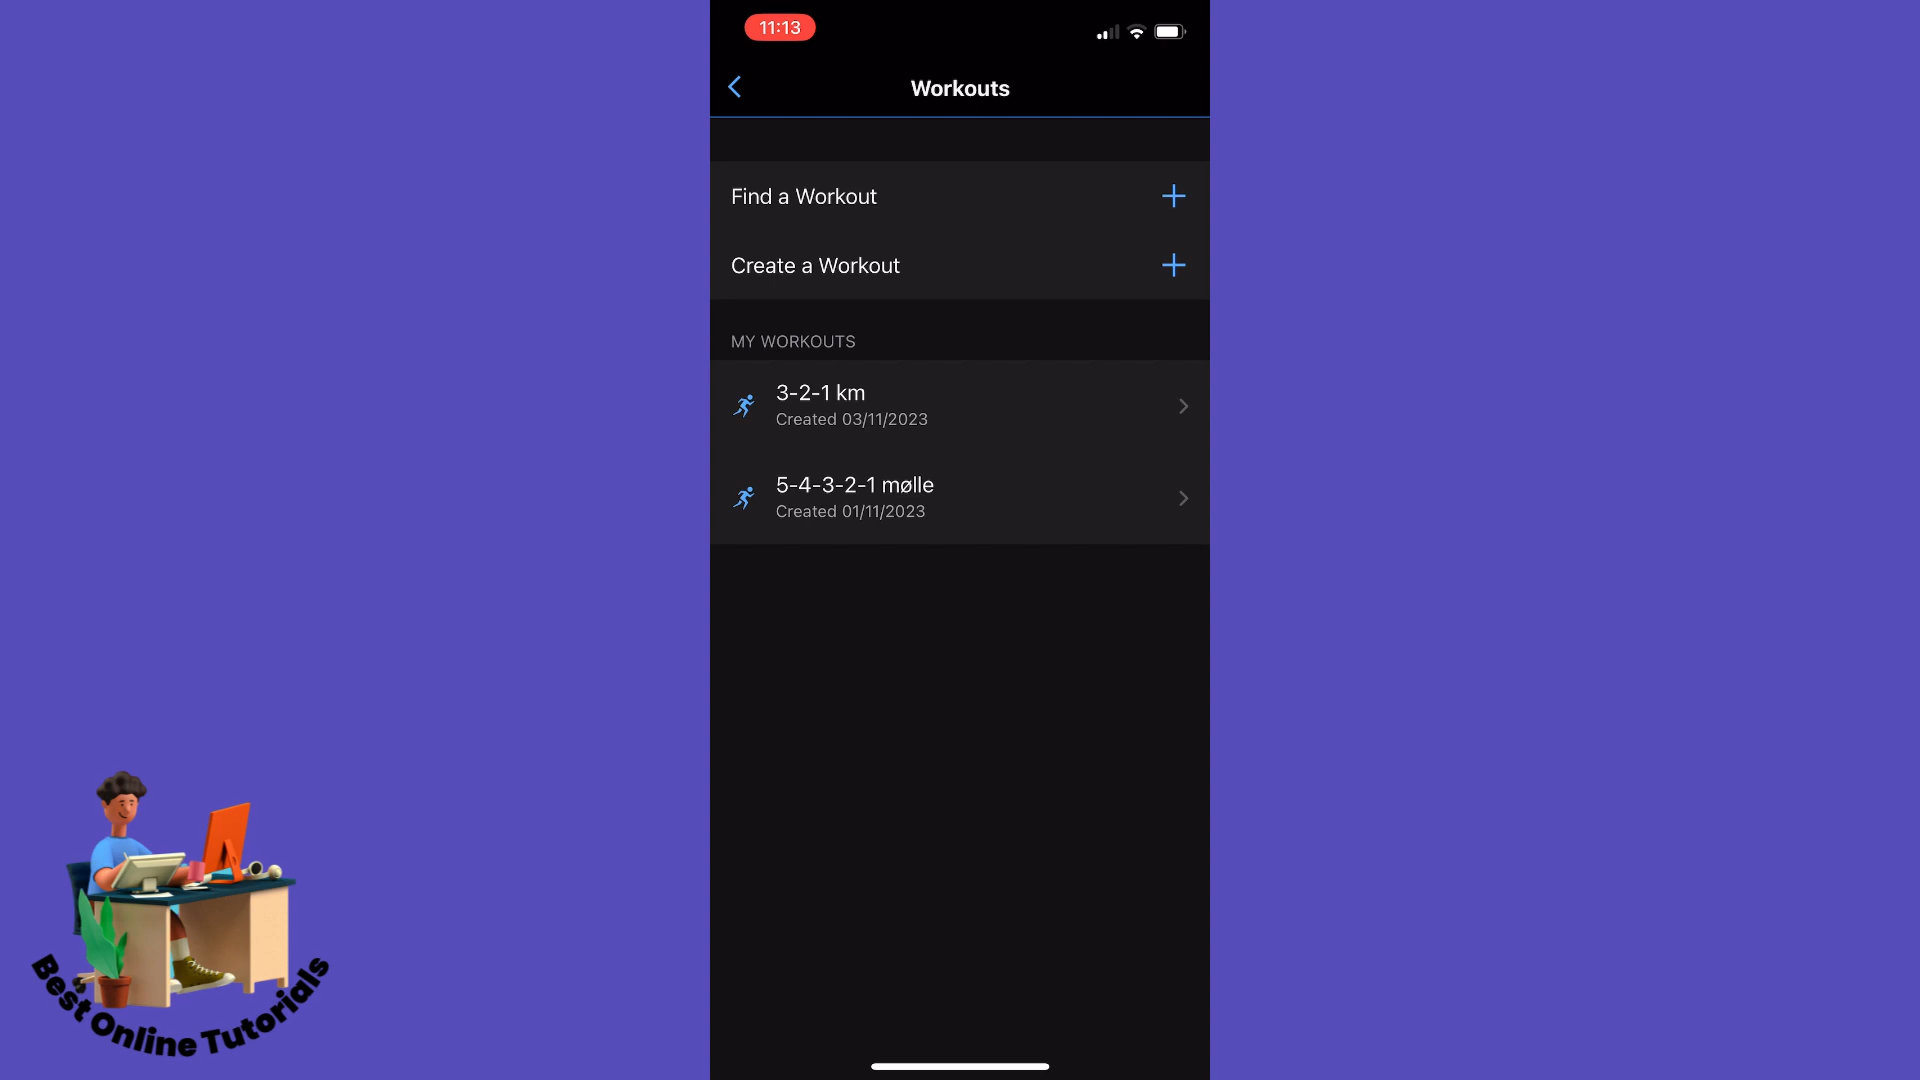 11:13
Workouts
Find a Workout
Create a Workout
MY WORKOUTS
3-2-1 km
Created 03/11/2023
5-4-3-2-1 mølle
Created 01/11/2023
Best Online Tutorials